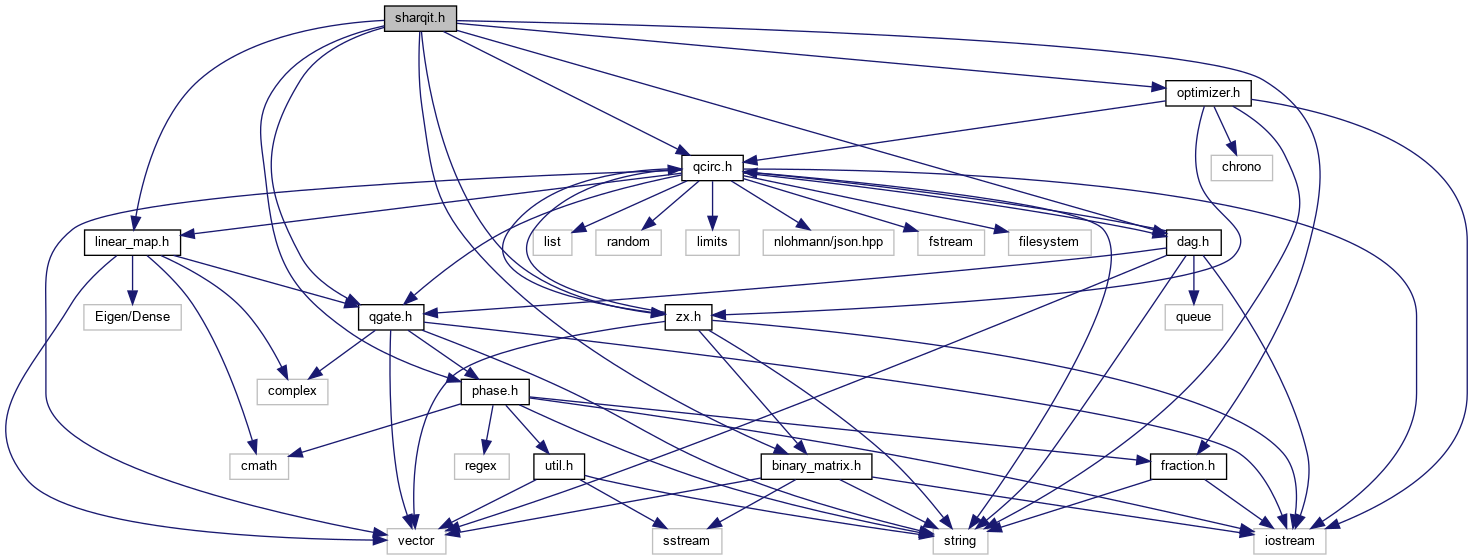 sharqit.h
optimizer.h
chrono
qcirc.h
linear_map.h
list
random
limits
nlohmann/json.hpp
fstream
filesystem
dag.h
Eigen/Dense
qgate.h
zx.h
queue
complex
phase.h
cmath
regex
util.h
binary_matrix.h
fraction.h
vector
sstream
string
iostream